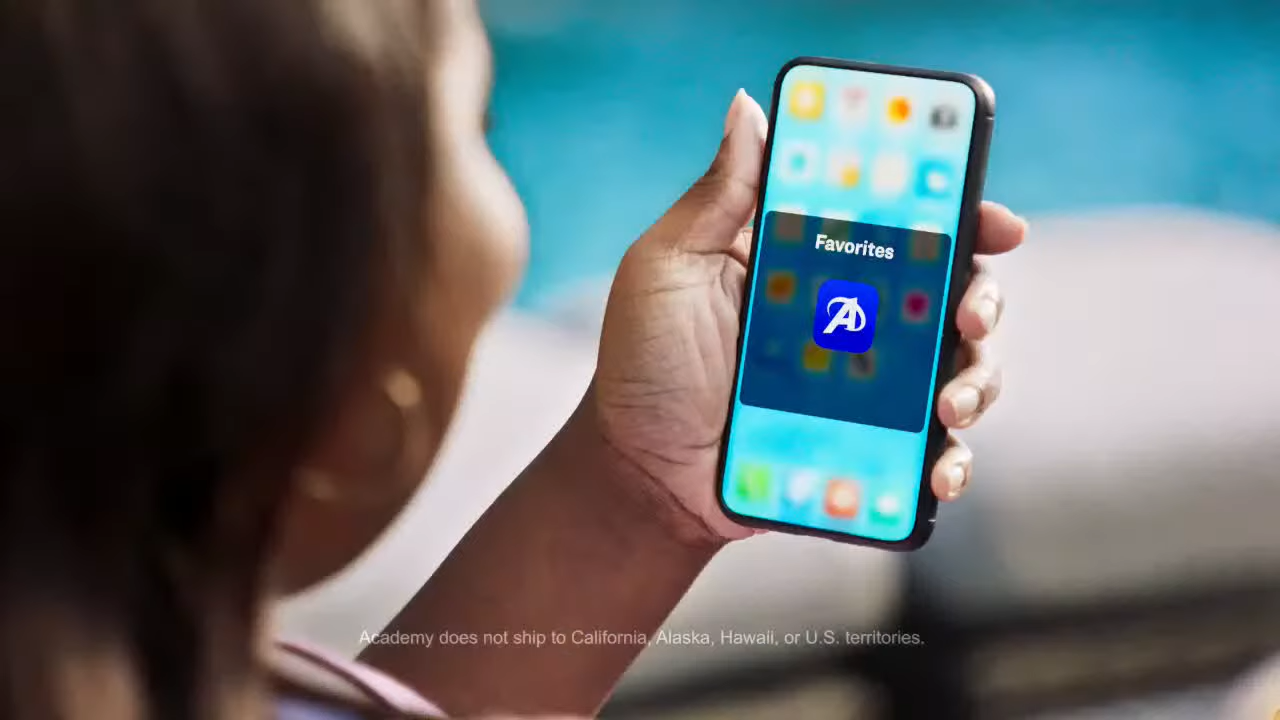 Favorites
A
Academy does not ship to California, Alaska, Hawaii, or U.S. territories.